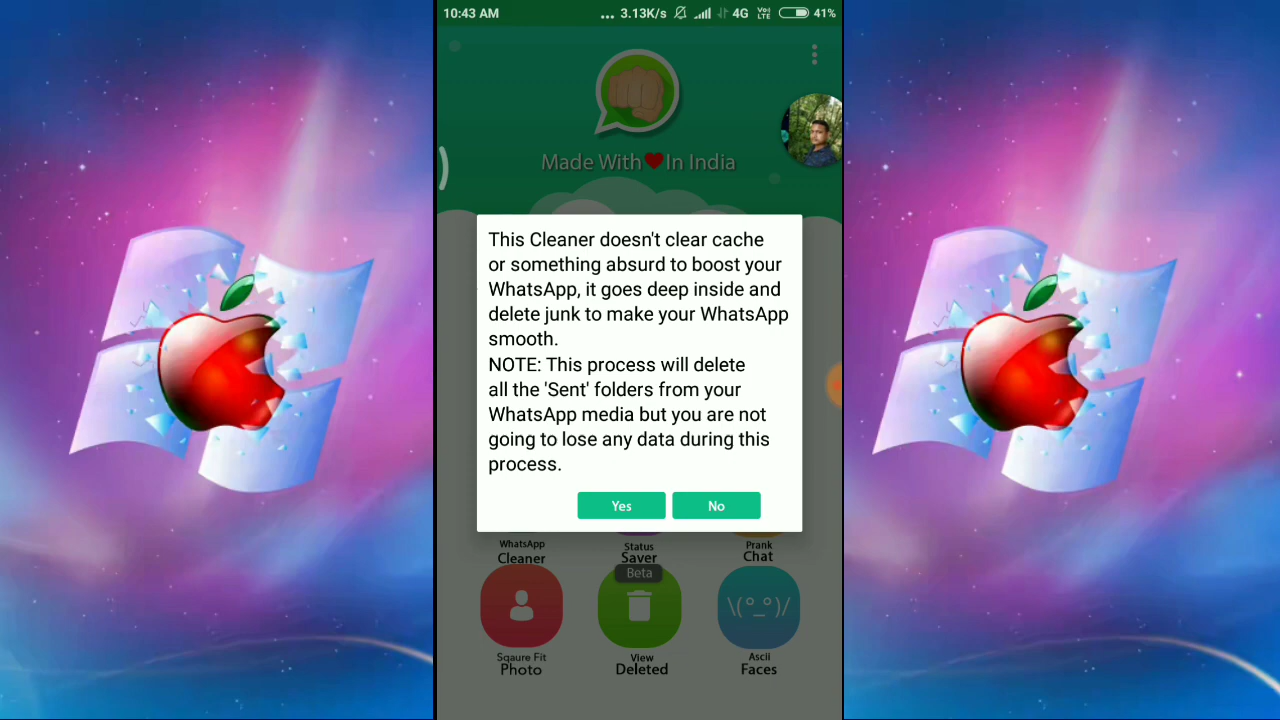 10:43 AM ... 3.13K/s 4G Vo) LTE 41%
Made With In India
This Cleaner doesn't clear cache
or something absurd to boost your
WhatsApp, it goes deep inside and
delete junk to make your WhatsApp
smooth.
NOTE: This process will delete
all the 'Sent' folders from your
WhatsApp media but you are not
going to lose any data during this
process.
Yes No
WhatsApp Cleaner
Status Saver
Prank Chat
Beta
\(°_°)/
Sqaure Fit Photo
View Deleted
Ascii Faces